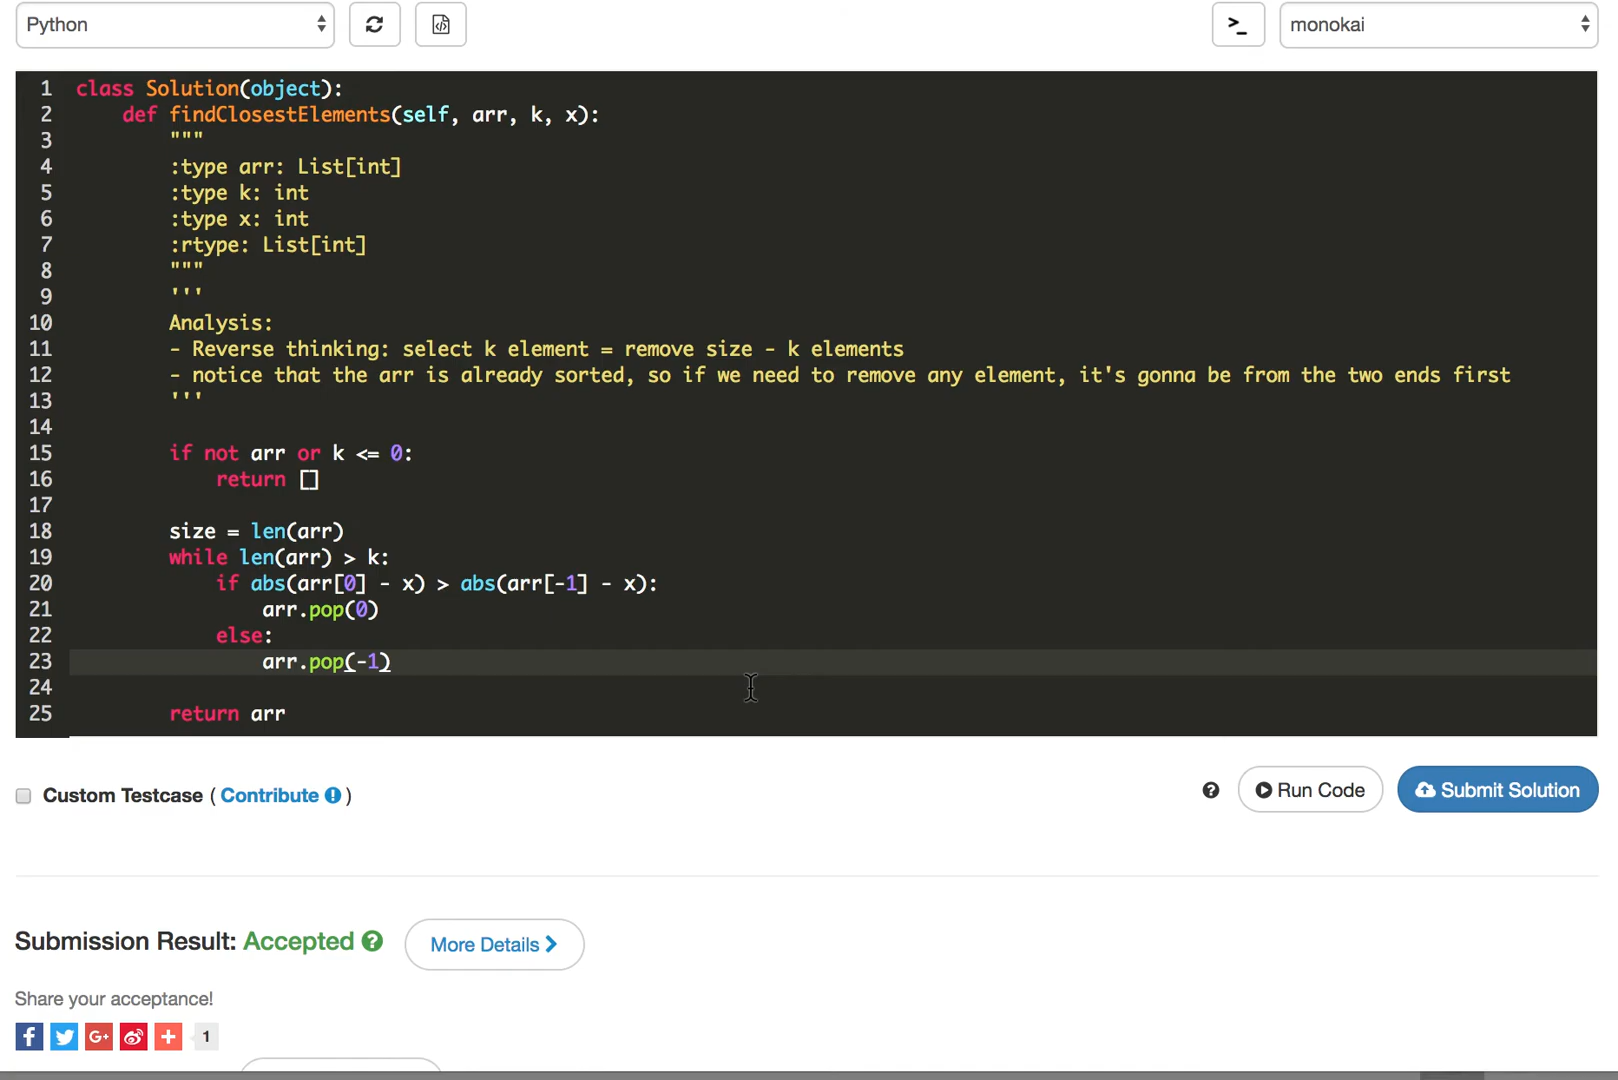 Python
>_
monokai
1 class Solution(object):
2 def findClosestElements(self, arr, k, x):
3 """
4 :type arr: List[int]
5 :type k: int
6 :type x: int
7 :rtype: List[int]
8 """
9 '''
10 Analysis:
11 - Reverse thinking: select k element = remove size - k elements
12 - notice that the arr is already sorted, so if we need to remove any element, it's gonna be from the two ends first
13 '''
14
15 if not arr or k <= 0:
16 return []
17
18 size = len(arr)
19 while len(arr) > k:
20 if abs(arr[0] - x) > abs(arr[-1] - x):
21 arr.pop(0)
22 else:
23 arr.pop(-1)
24
25 return arr
Custom Testcase ( Contribute ! )
? Run Code Submit Solution
Submission Result: Accepted ? More Details >
Share your acceptance!
f G+ + 1